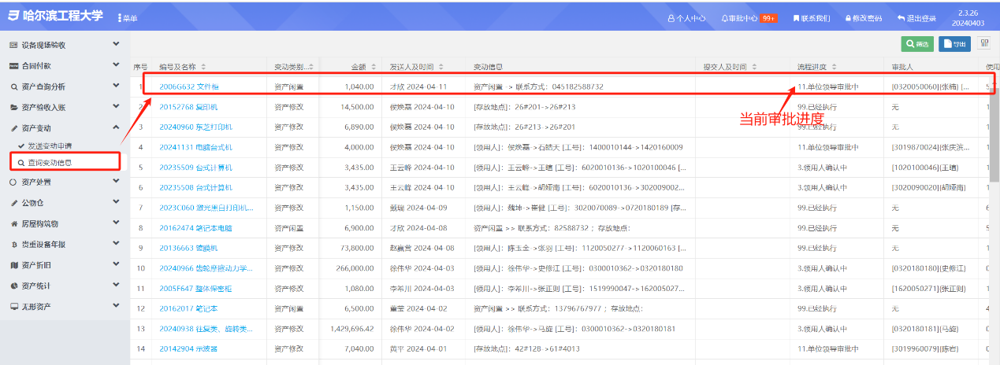 哈尔滨工程大学 菜单 个人中心 审批中心 99+ 联系我们 修改密码 退出登录 2.3.26 20240403
设备现场验收
合同付款
资产查询分析
资产验收入账
资产变动
发送变动申请
查询变动信息
资产处置
公物仓
房屋构筑物
贵重设备年报
资产折旧
资产统计
无形资产
筛选 导出
序号 编号及名称 变动类别... 金额 发送人及时间 变动信息 提交人及时间 流程进度 审批人 使用
1 2006G632 文件柜 资产闲置 1,040.00 才欣 2024-04-11 资产闲置 -> 联系方式：045182588732 11.单位领导审批中 [0320050060](张楠) [... 5
2 20152768 复印机 资产修改 14,500.00 侯焕磊 2024-04-10 [存放地点]：26#201->26#213 99.已经执行 无 1
当前审批进度
3 20240960 东芝打印机 资产修改 6,890.00 侯焕磊 2024-04-10 [存放地点]：26#213->26#201 99.已经执行 无 1
4 20241131 电脑台式机 资产修改 4,000.00 侯焕磊 2024-04-10 [领用人]：侯焕磊->石皓天 [工号]：1400010144->1420160009 11.单位领导审批中 [3019870024](张庆滨... 1
5 20235509 台式计算机 资产修改 3,435.00 王云峰 2024-04-10 [领用人]：王云峰->王瑄 [工号]：6020010136->1020100046 [... 3.领用人确认中 [1020100046](王瑄) 1
6 20235508 台式计算机 资产修改 3,435.00 王云峰 2024-04-10 [领用人]：王云峰->胡娅南 [工号]：6020010136->302009002... 3.领用人确认中 [3020090020](胡娅南) 1
7 2023C060 激光黑白打印机... 资产修改 1,150.00 戴瑞 2024-04-09 [领用人]：魏坤->崔健 [工号]：3020070089->0720180189 [存... 99.已经执行 无 6
8 20162474 笔记本电脑 资产闲置 6,900.00 才欣 2024-04-08 资产闲置 >> 联系方式：82588732 ；存放地点： 99.已经执行 无 5
9 20136663 镀膜机 资产修改 73,800.00 赵赢营 2024-04-08 [领用人]：陈玉金->张羽 [工号]：1120050277->1120060163 [... 99.已经执行 无 1
10 20240966 齿轮摩擦动力学... 资产修改 266,000.00 徐伟华 2024-04-03 [领用人]：徐伟华->史修江 [工号]：0300010362->0320180180 3.领用人确认中 [0320180180](史修江) 0
11 2005F647 整体保密柜 资产修改 1,080.00 李希川 2024-04-03 [领用人]：李希川->张正则 [工号]：1519990047->162005027... 3.领用人确认中 [1620050271](张正则) 1
12 20162017 笔记本 资产闲置 6,500.00 董莹 2024-04-02 资产闲置 >> 联系方式：13796767977 ；存放地点： 99.已经执行 无 4
13 20240938 往复类、旋转类... 资产修改 1,429,696.42 徐伟华 2024-04-02 [领用人]：徐伟华->马旋 [工号]：0300010362->0320180181 3.领用人确认中 [0320180181](马旋) 0
14 20142904 示波器 资产修改 7,040.00 黄平 2024-04-01 [存放地点]：42#128->61#4013 11.单位领导审批中 [3019960079](陈岩) 0